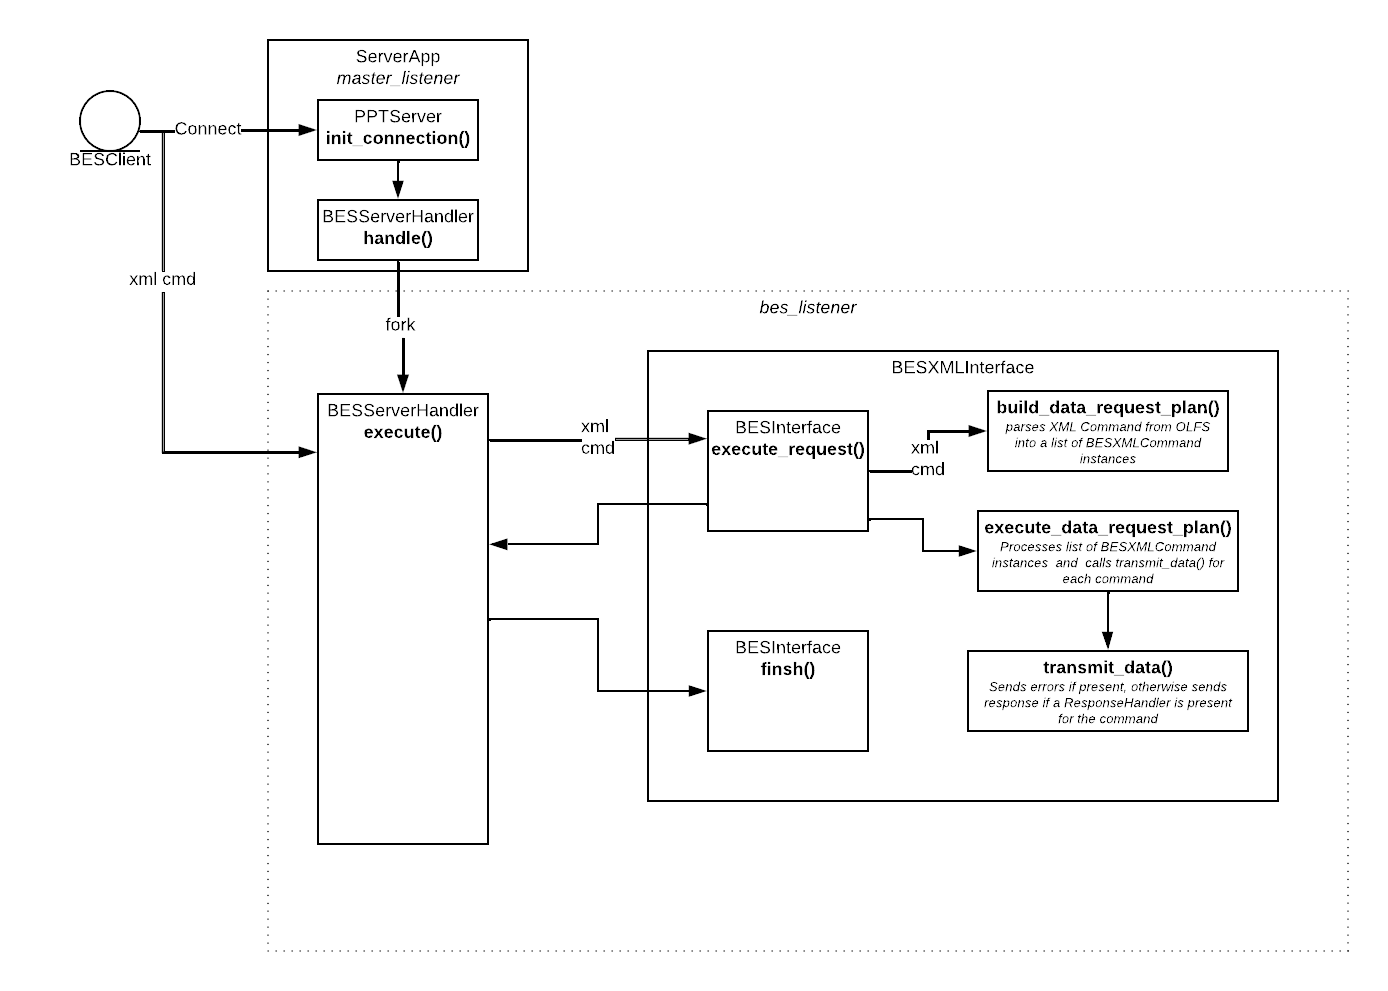 ServerApp
master_listener
PPTServer
init_connection()
Connect
BESClient
BESServerHandler
handle()
xml cmd
fork
bes_listener
BESServerHandler
execute()
xml
cmd
BESXMLInterface
BESInterface
execute_request()
xml
cmd
build_data_request_plan()
parses XML Command from OLFS
into a list of BESXMLCommand
instances
execute_data_request_plan()
Processes list of BESXMLCommand
instances and calls transmit_data() for
each command
BESInterface
finsh()
transmit_data()
Sends errors if present, otherwise sends
response if a ResponseHandler is present
for the command